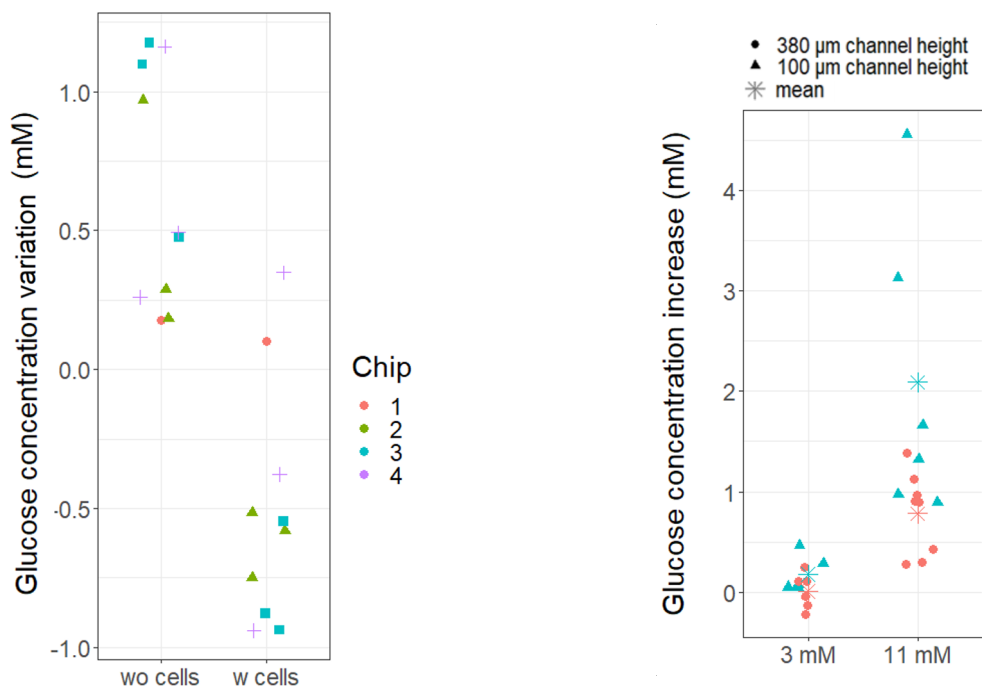 Glucose concentration variation (mM)
1.0
0.5
0.0
-0.5
-1.0
wo cells
w cells
Chip
1
2
3
4
380 µm channel height
100 µm channel height
mean
Glucose concentration increase (mM)
4
3
2
1
0
3 mM
11 mM